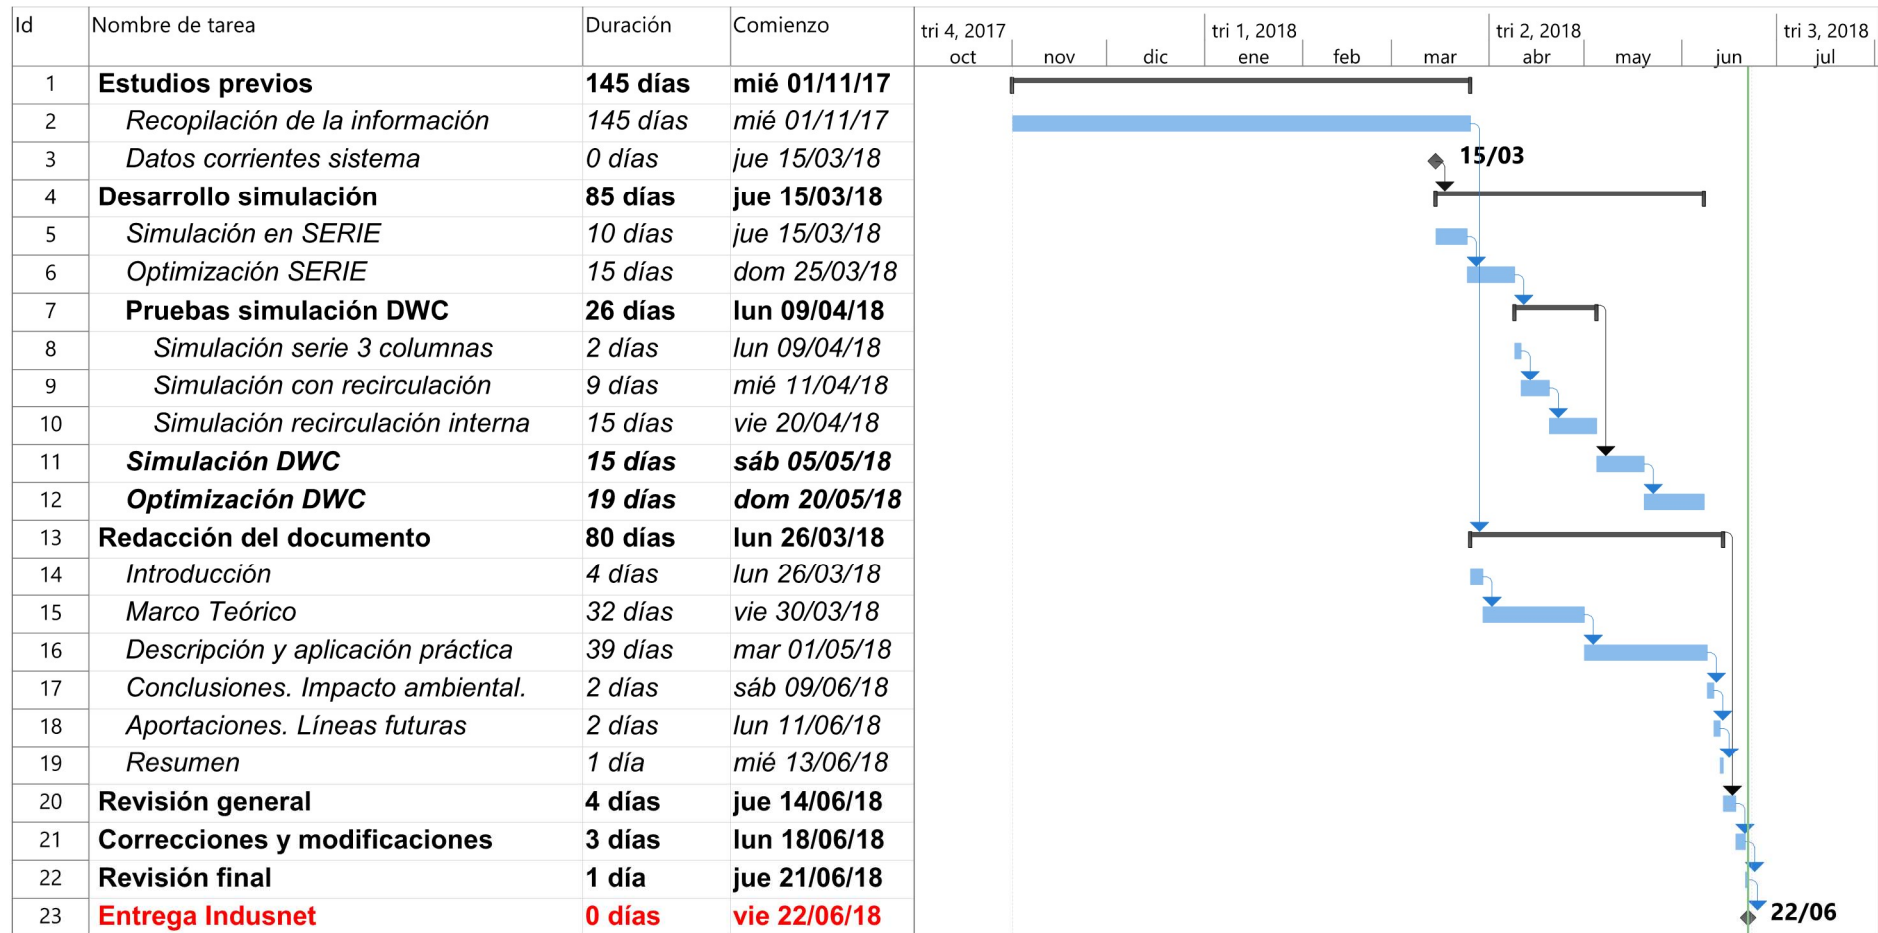 Id Nombre de tarea Duración Comienzo tri 4, 2017 tri 1, 2018 tri 2, 2018 tri 3, 2018
oct nov dic ene feb mar abr may jun jul
1 Estudios previos 145 días mié 01/11/17
2 Recopilación de la información 145 días mié 01/11/17
3 Datos corrientes sistema 0 días jue 15/03/18 15/03
4 Desarrollo simulación 85 días jue 15/03/18
5 Simulación en SERIE 10 días jue 15/03/18
6 Optimización SERIE 15 días dom 25/03/18
7 Pruebas simulación DWC 26 días lun 09/04/18
8 Simulación serie 3 columnas 2 días lun 09/04/18
9 Simulación con recirculación 9 días mié 11/04/18
10 Simulación recirculación interna 15 días vie 20/04/18
11 Simulación DWC 15 días sáb 05/05/18
12 Optimización DWC 19 días dom 20/05/18
13 Redacción del documento 80 días lun 26/03/18
14 Introducción 4 días lun 26/03/18
15 Marco Teórico 32 días vie 30/03/18
16 Descripción y aplicación práctica 39 días mar 01/05/18
17 Conclusiones. Impacto ambiental. 2 días sáb 09/06/18
18 Aportaciones. Líneas futuras 2 días lun 11/06/18
19 Resumen 1 día mié 13/06/18
20 Revisión general 4 días jue 14/06/18
21 Correcciones y modificaciones 3 días lun 18/06/18
22 Revisión final 1 día jue 21/06/18
23 Entrega Indusnet 0 días vie 22/06/18 22/06